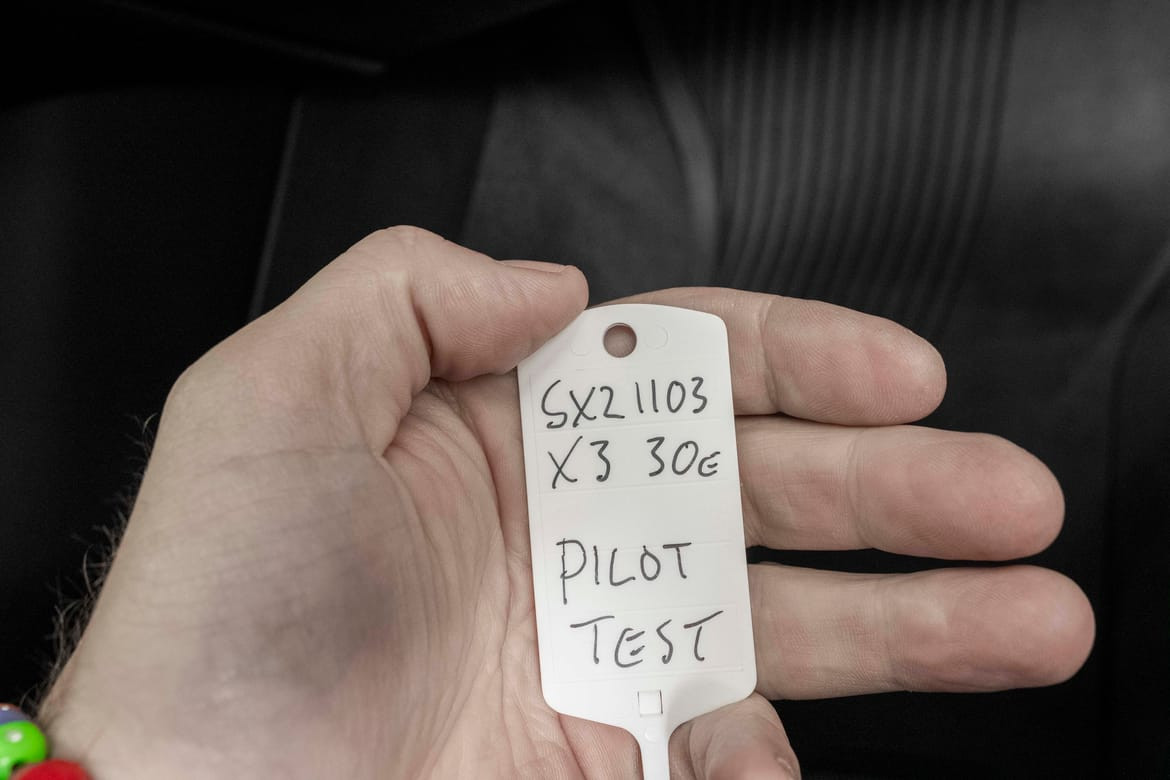 SX21103
X3 30e
PILOT
TEST